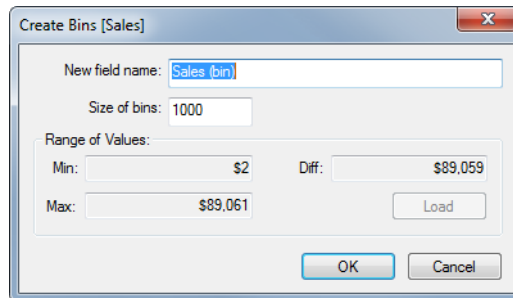 Create Bins [Sales]
New field name: Sales (bin)
Size of bins: 1000
Range of Values:
Min: $2 Diff: $89,059
Max: $89,061 Load
OK Cancel